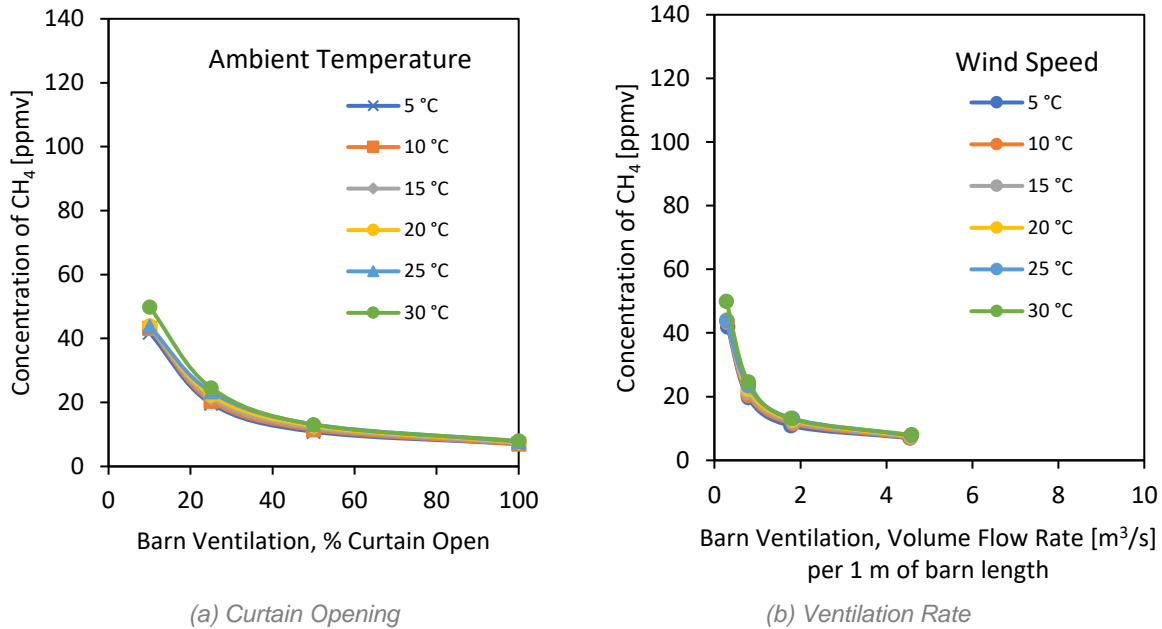 140
120
100
80
60
40
20
0
Concentration of CH₄ [ppmv]
Ambient Temperature
5 °C
10 °C
15 °C
20 °C
25 °C
30 °C
0 20 40 60 80 100
Barn Ventilation, % Curtain Open
(a) Curtain Opening
140
120
100
80
60
40
20
0
Concentration of CH₄ [ppmv]
Wind Speed
5 °C
10 °C
15 °C
20 °C
25 °C
30 °C
0 2 4 6 8 10
Barn Ventilation, Volume Flow Rate [m³/s]
per 1 m of barn length
(b) Ventilation Rate